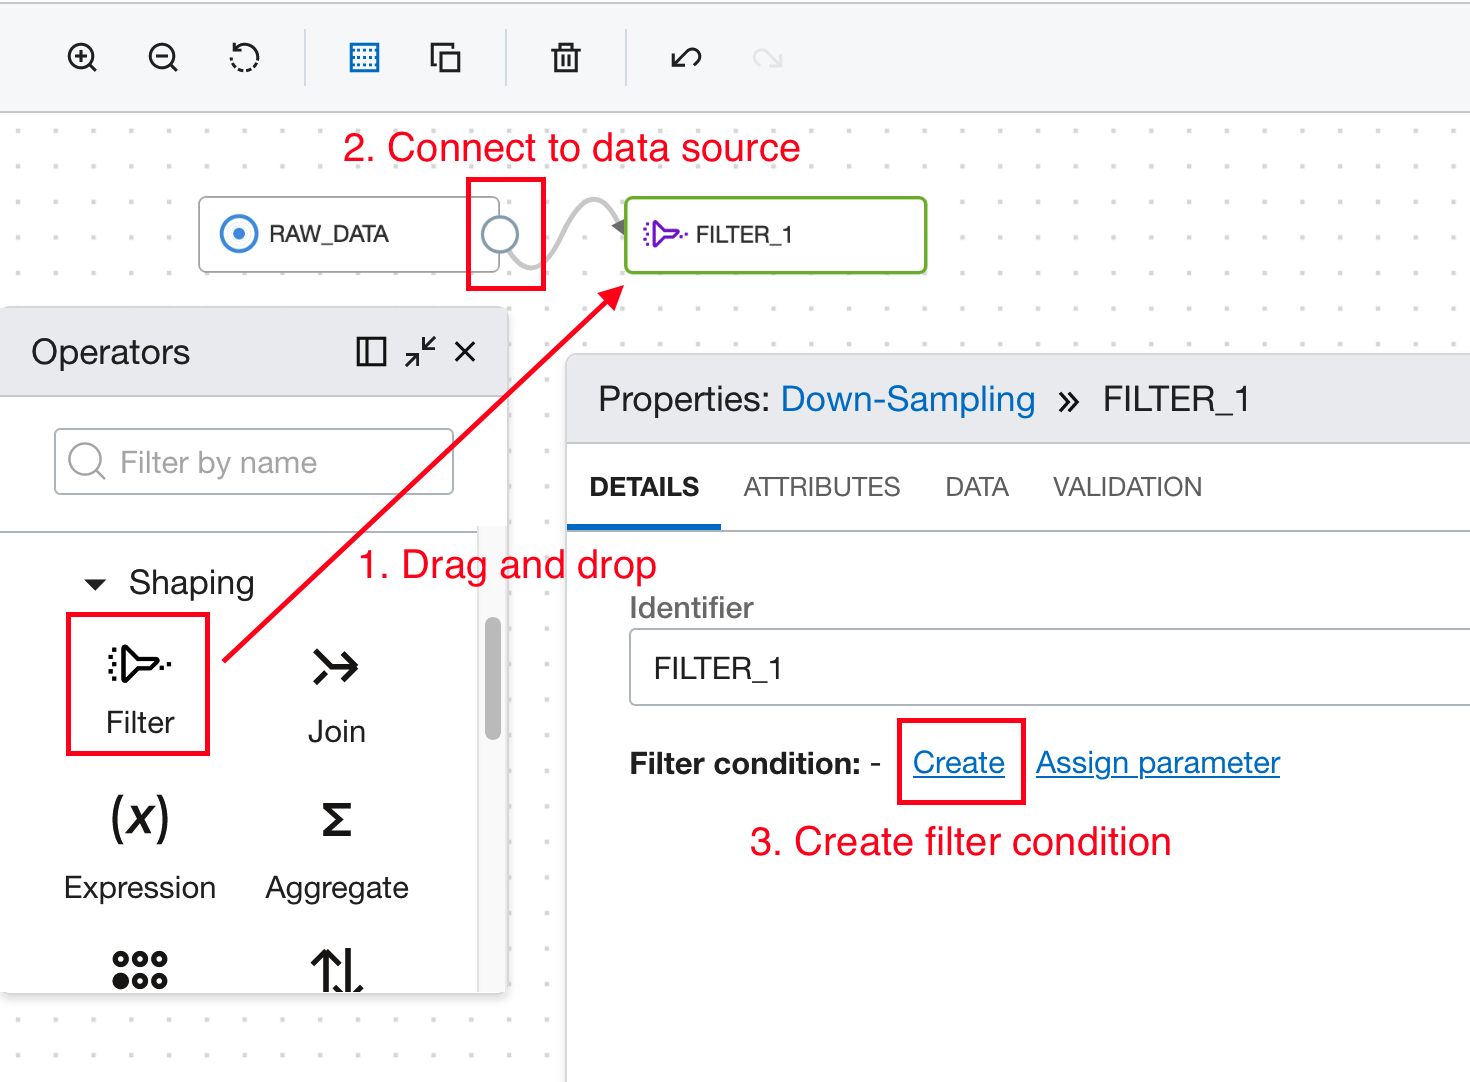 2. Connect to data source
RAW_DATA
FILTER_1
Operators
Filter by name
Properties: Down-Sampling » FILTER_1
DETAILS ATTRIBUTES DATA VALIDATION
1. Drag and drop
Shaping
Filter
Join
Expression
Aggregate
Identifier
FILTER_1
Filter condition: - Create Assign parameter
3. Create filter condition